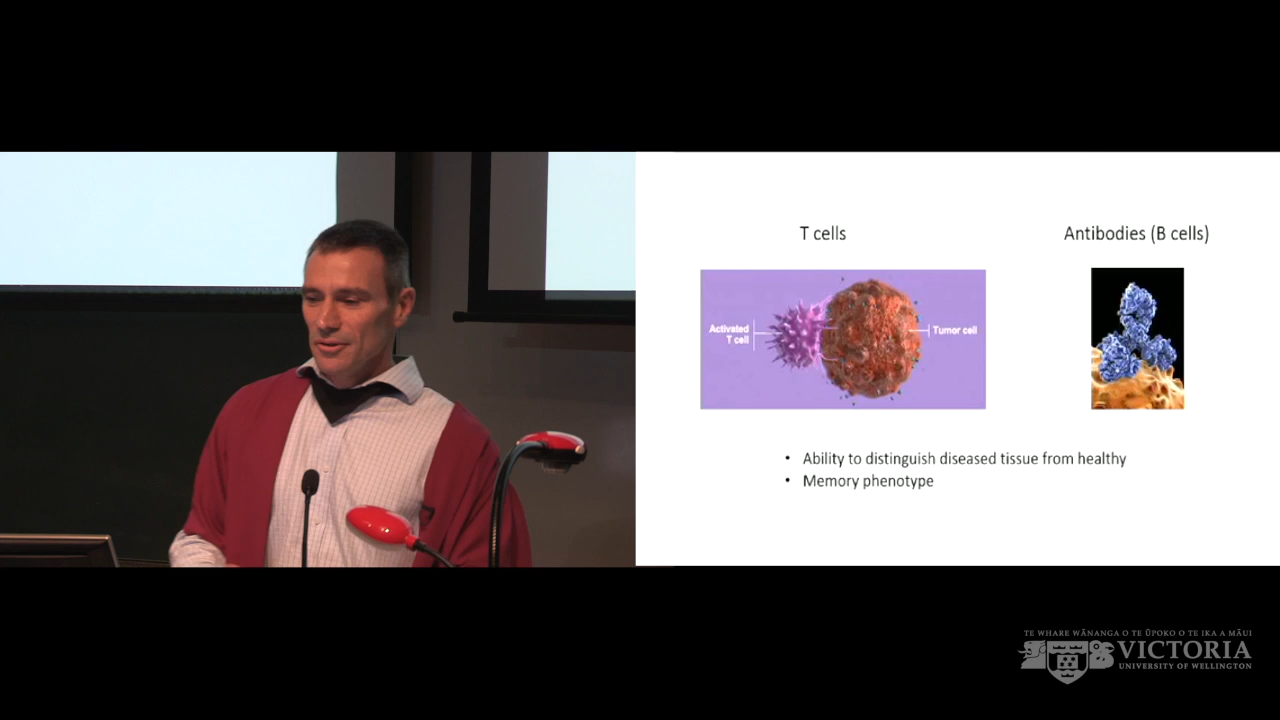 T cells
Antibodies (B cells)
Activated
T cell
Tumor cell
• Ability to distinguish diseased tissue from healthy
• Memory phenotype
TE WHARE WĀNANGA O TE ŪPOKO O TE IKA A MĀUI
VICTORIA
UNIVERSITY OF WELLINGTON